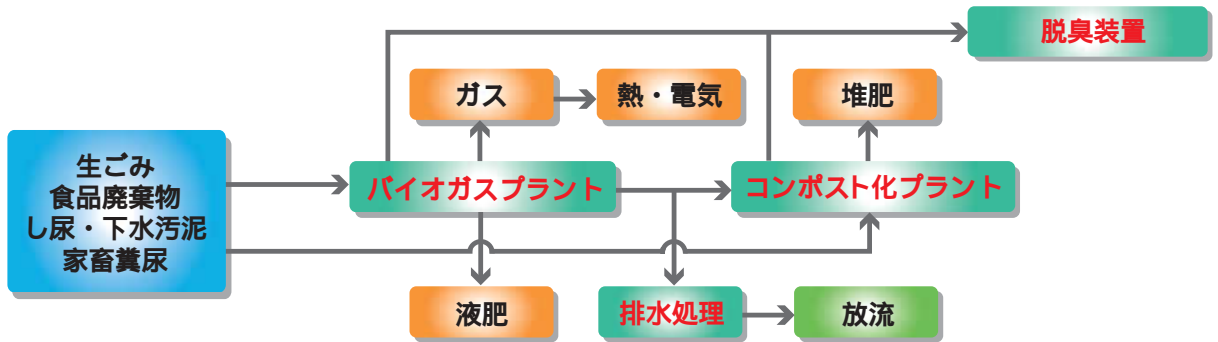 脱臭装置
ガス
熱・電気
堆肥
生ごみ
食品廃棄物
し尿・下水汚泥
家畜糞尿
バイオガスプラント
コンポスト化プラント
液肥
排水処理
放流